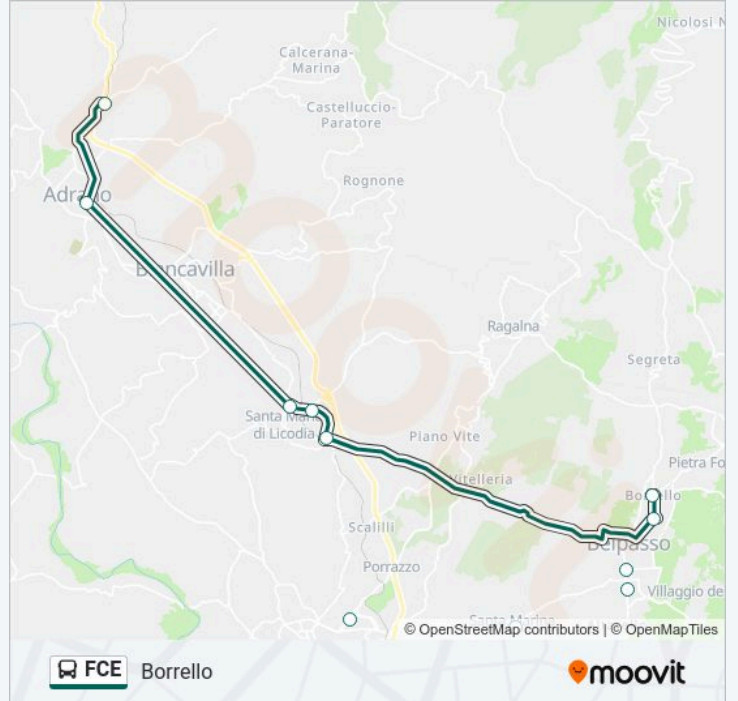 Nicolosi N
Calcerana-
Marina
Castelluccio-
Paratore
Rognone
Adrano
Biancavilla
Ragalna
Segreta
Santa Maria
di Licodia
Piano Vite
Pietra Fo
Vitelleria
Borrello
Scalilli
Belpasso
Porrazzo
Villaggio de
Santa Marina
© OpenStreetMap contributors | © OpenMapTiles
FCE Borrello
moovit